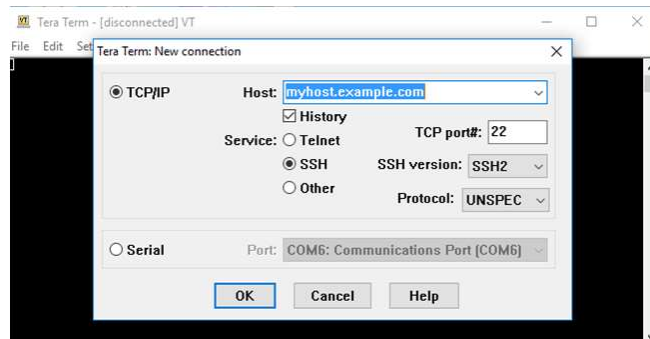 VT Tera Term - [disconnected] VT
File Edit Set
Tera Term: New connection
TCP/IP Host: myhost.example.com
History
Service: Telnet TCP port#: 22
SSH SSH version: SSH2
Other Protocol: UNSPEC
Serial Port: COM6: Communications Port (COM6)
OK Cancel Help